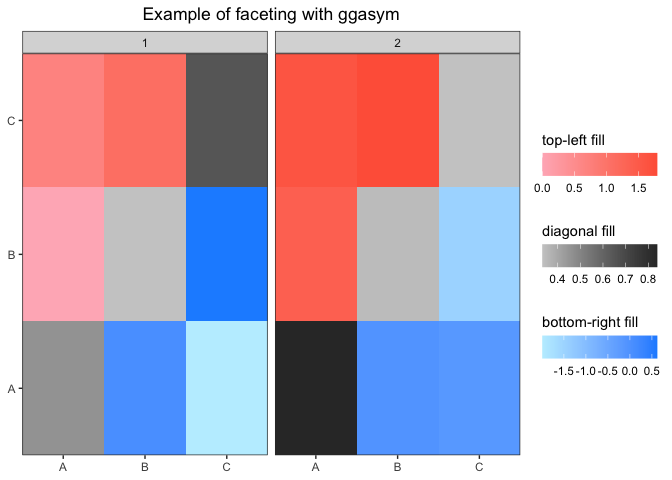 Example of faceting with ggasym
1 2
C
B
A
A B C A B C
top-left fill
0.0 0.5 1.0 1.5
diagonal fill
0.4 0.5 0.6 0.7 0.8
bottom-right fill
-1.5 -1.0 -0.5 0.0 0.5